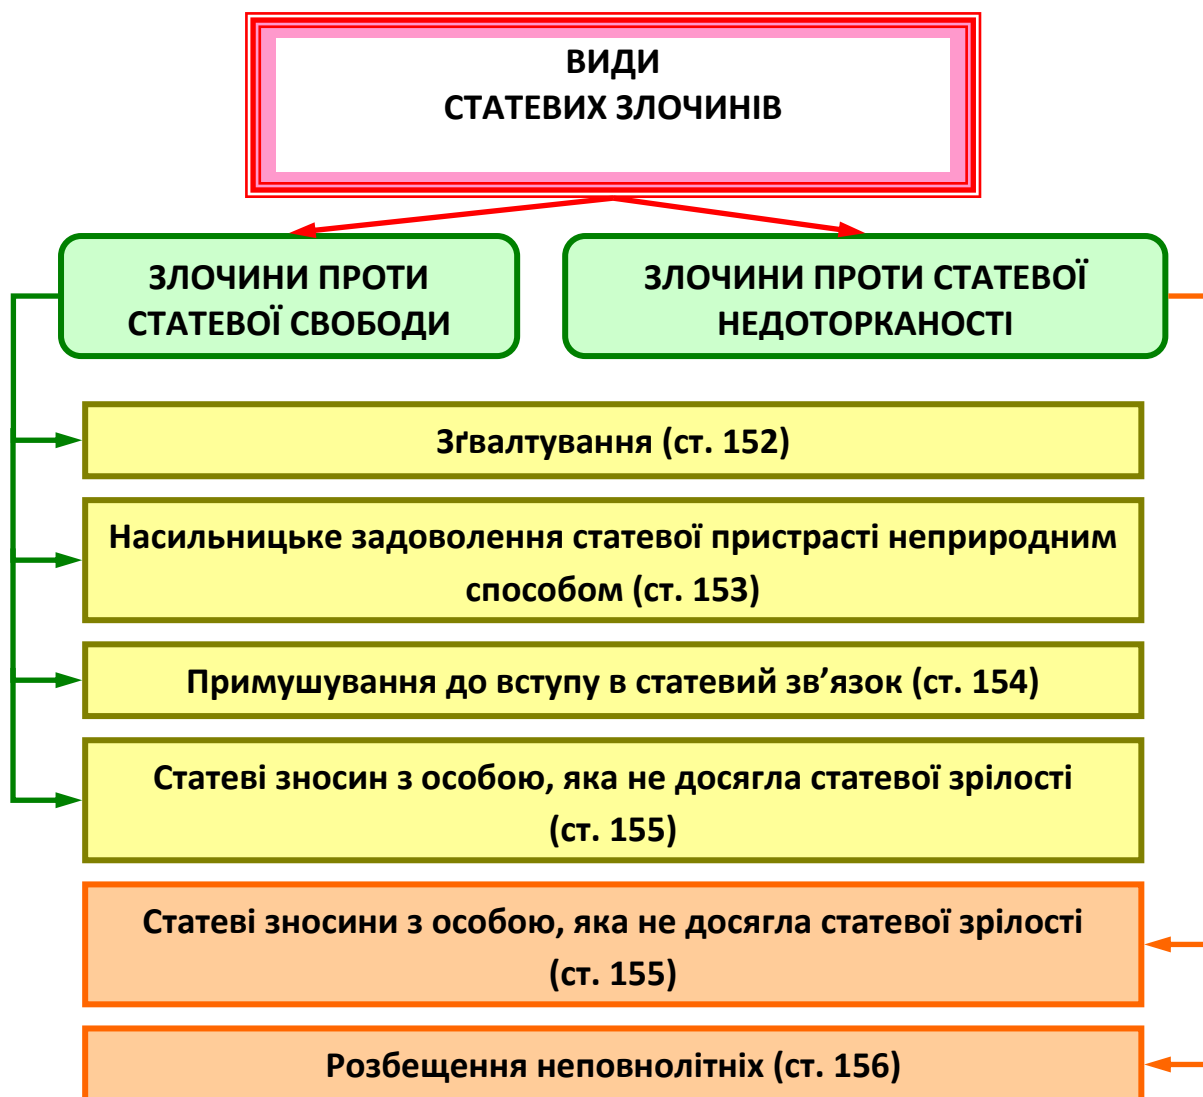 ВИДИ
СТАТЕВИХ ЗЛОЧИНІВ
ЗЛОЧИНИ ПРОТИ
СТАТЕВОЇ СВОБОДИ
ЗЛОЧИНИ ПРОТИ СТАТЕВОЇ
НЕДОТОРКАНОСТІ
Зґвалтування (ст. 152)
Насильницьке задоволення статевої пристрасті неприродним
способом (ст. 153)
Примушування до вступу в статевий зв’язок (ст. 154)
Статеві зносин з особою, яка не досягла статевої зрілості
(ст. 155)
Статеві зносини з особою, яка не досягла статевої зрілості
(ст. 155)
Розбещення неповнолітніх (ст. 156)